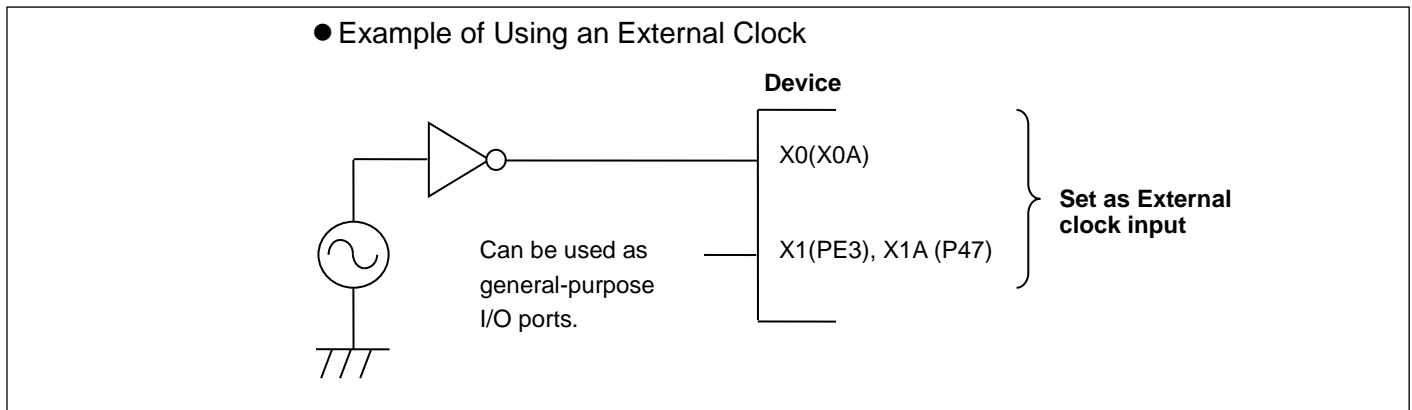 ● Example of Using an External Clock
Device
X0(X0A)
Set as External
clock input
X1(PE3), X1A (P47)
Can be used as
general-purpose
I/O ports.